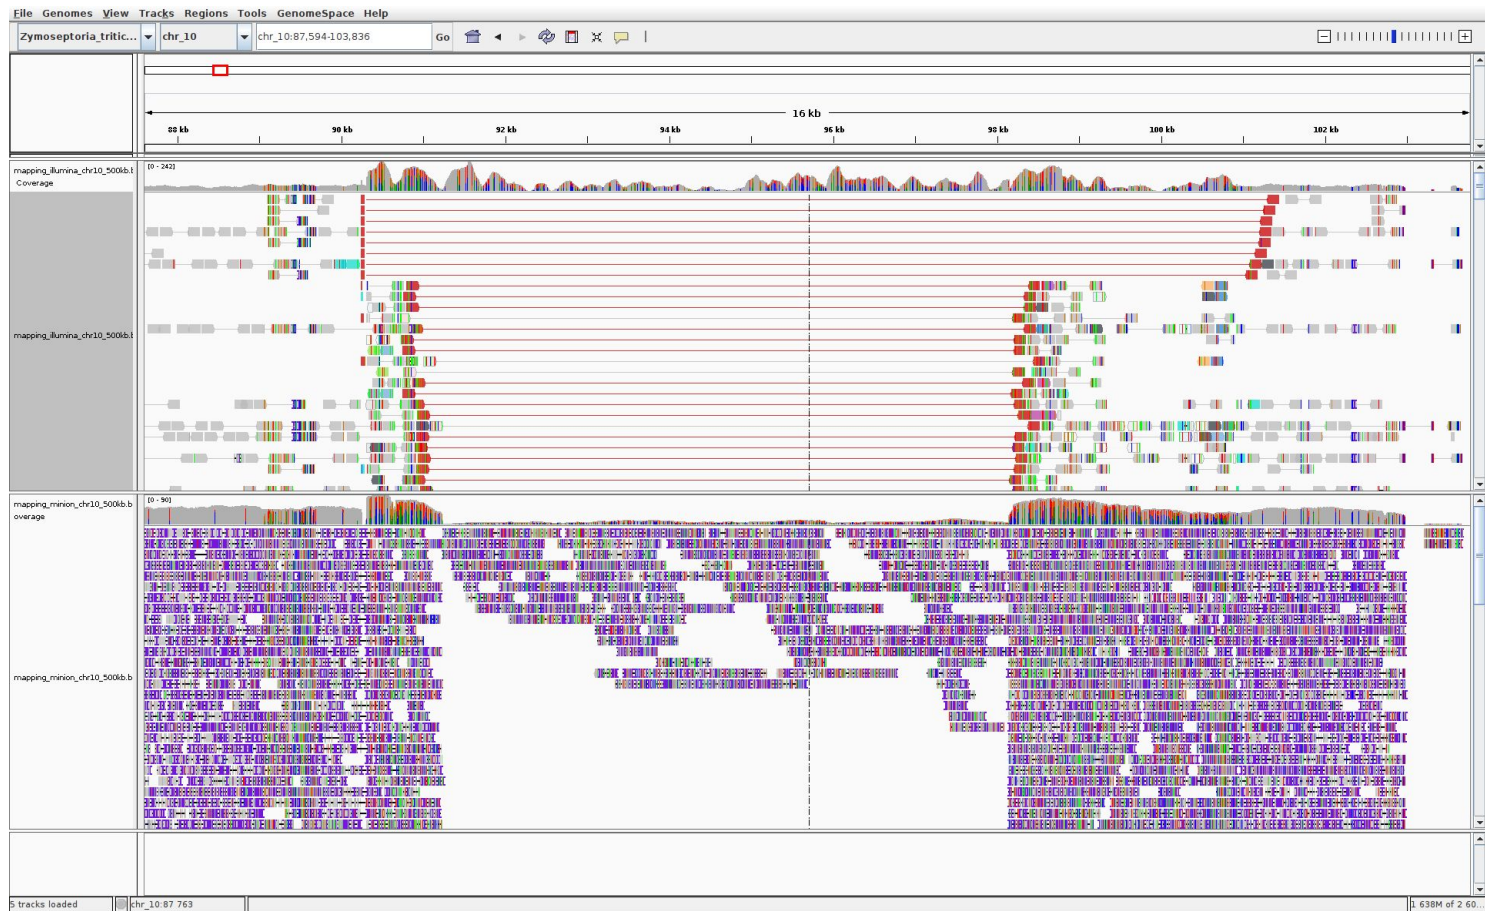 File Genomes View Tracks Regions Tools GenomeSpace Help
Zymoseptoria_tritic... chr_10 chr_10:87,594-103,836 Go
16 kb
88 kb 90 kb 92 kb 94 kb 96 kb 98 kb 100 kb 102 kb
mapping_illumina_chr10_500kb.b
Coverage
[0 - 242]
mapping_illumina_chr10_500kb.b
mapping_minion_chr10_500kb.b
overage
[0 - 90]
mapping_minion_chr10_500kb.b
5 tracks loaded chr_10:87 763 1 638M of 2 60...